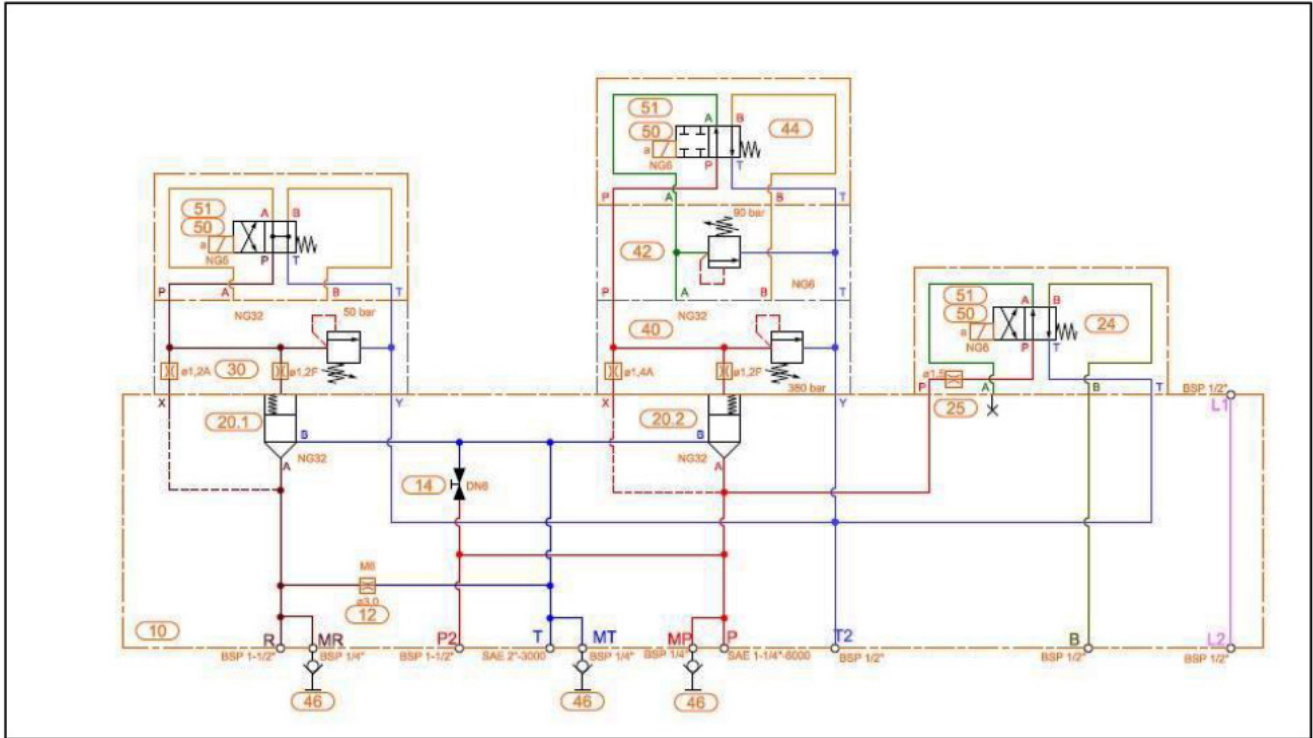 51
A
B
44
50
a
NG6
P
T
P
A
B
T
90 bar
42
NG6
A
B
NG32
40
380 bar
ø1,4A
ø1,2F
X
Y
51
A
B
50
a
NG6
P
T
P
A
B
T
NG32
50 bar
ø1,2A
30
ø1,2F
X
Y
51
A
B
50
24
a
NG6
P
T
ø1,5
P
A
B
T
25
BSP 1/2"
L1
20.1
B
NG32
A
20.2
B
NG32
A
14
DN6
M6
ø3,0
12
10
R
MR
P2
T
MT
MP
P
T2
B
L2
BSP 1-1/2"
BSP 1/4"
BSP 1-1/2"
SAE 2"-3000
BSP 1/4"
BSP 1/4"
SAE 1-1/4"-6000
BSP 1/2"
BSP 1/2"
BSP 1/2"
46
46
46